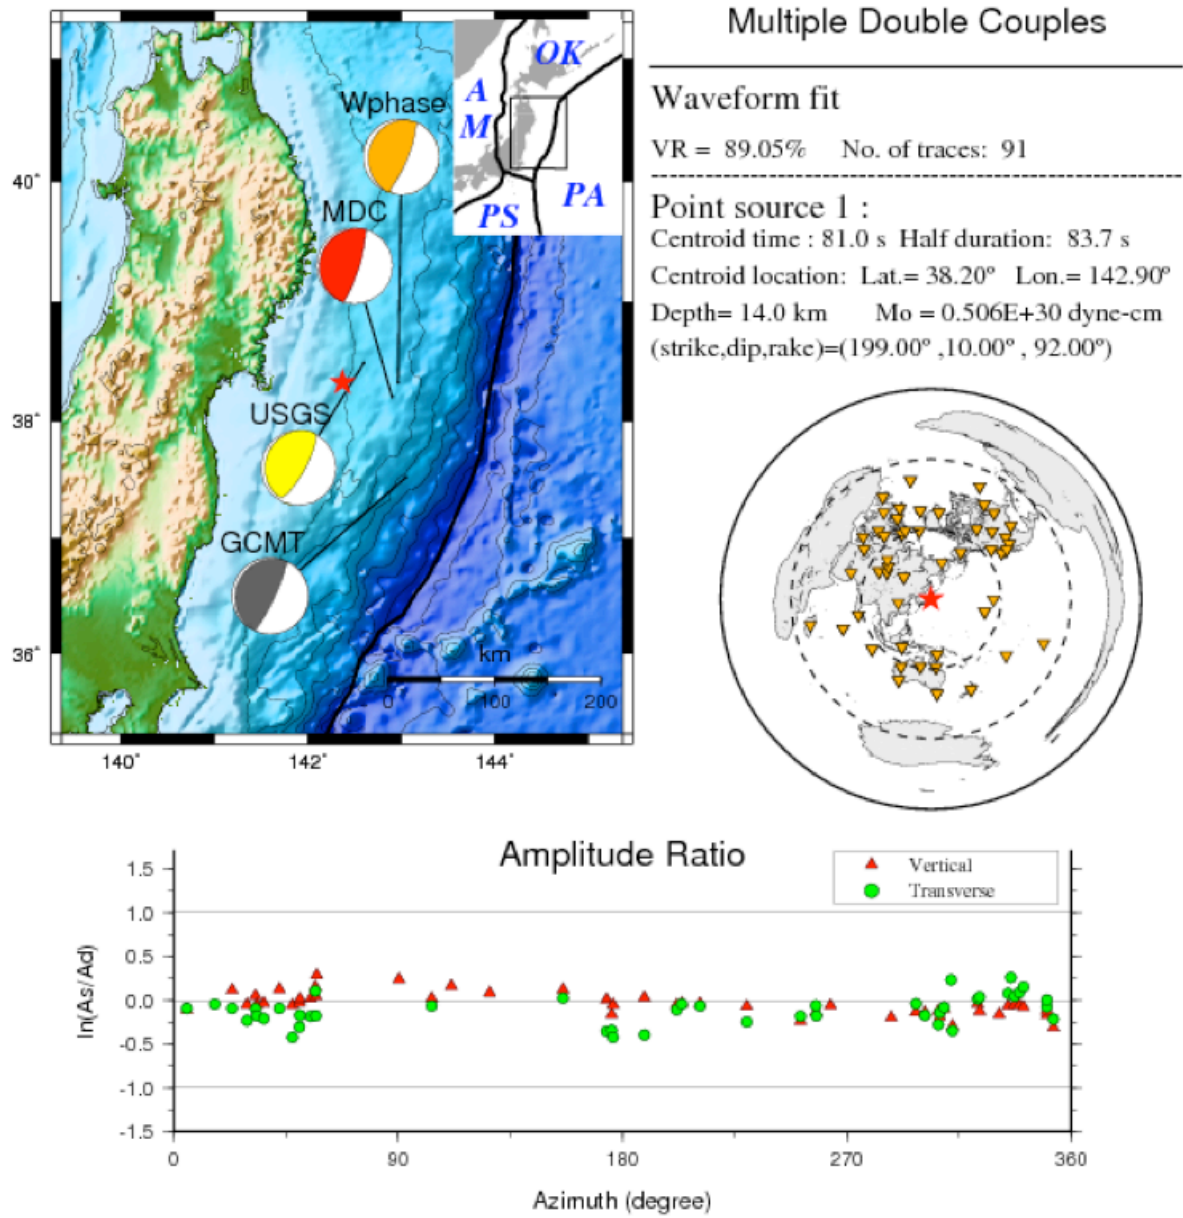 Multiple Double Couples
Waveform fit
VR = 89.05% No. of traces: 91
Point source 1 :
Centroid time : 81.0 s Half duration: 83.7 s
Centroid location: Lat.= 38.20° Lon.= 142.90°
Depth= 14.0 km Mo = 0.506E+30 dyne-cm
(strike,dip,rake)=(199.00° ,10.00° , 92.00°)
OK
A
M
PS
PA
Wphase
MDC
USGS
GCMT
40°
38°
36°
km
0 100 200
140° 142° 144°
Amplitude Ratio
Vertical
Transverse
ln(As/Ad)
1.5
1.0
0.5
0.0
-0.5
-1.0
-1.5
0 90 180 270 360
Azimuth (degree)